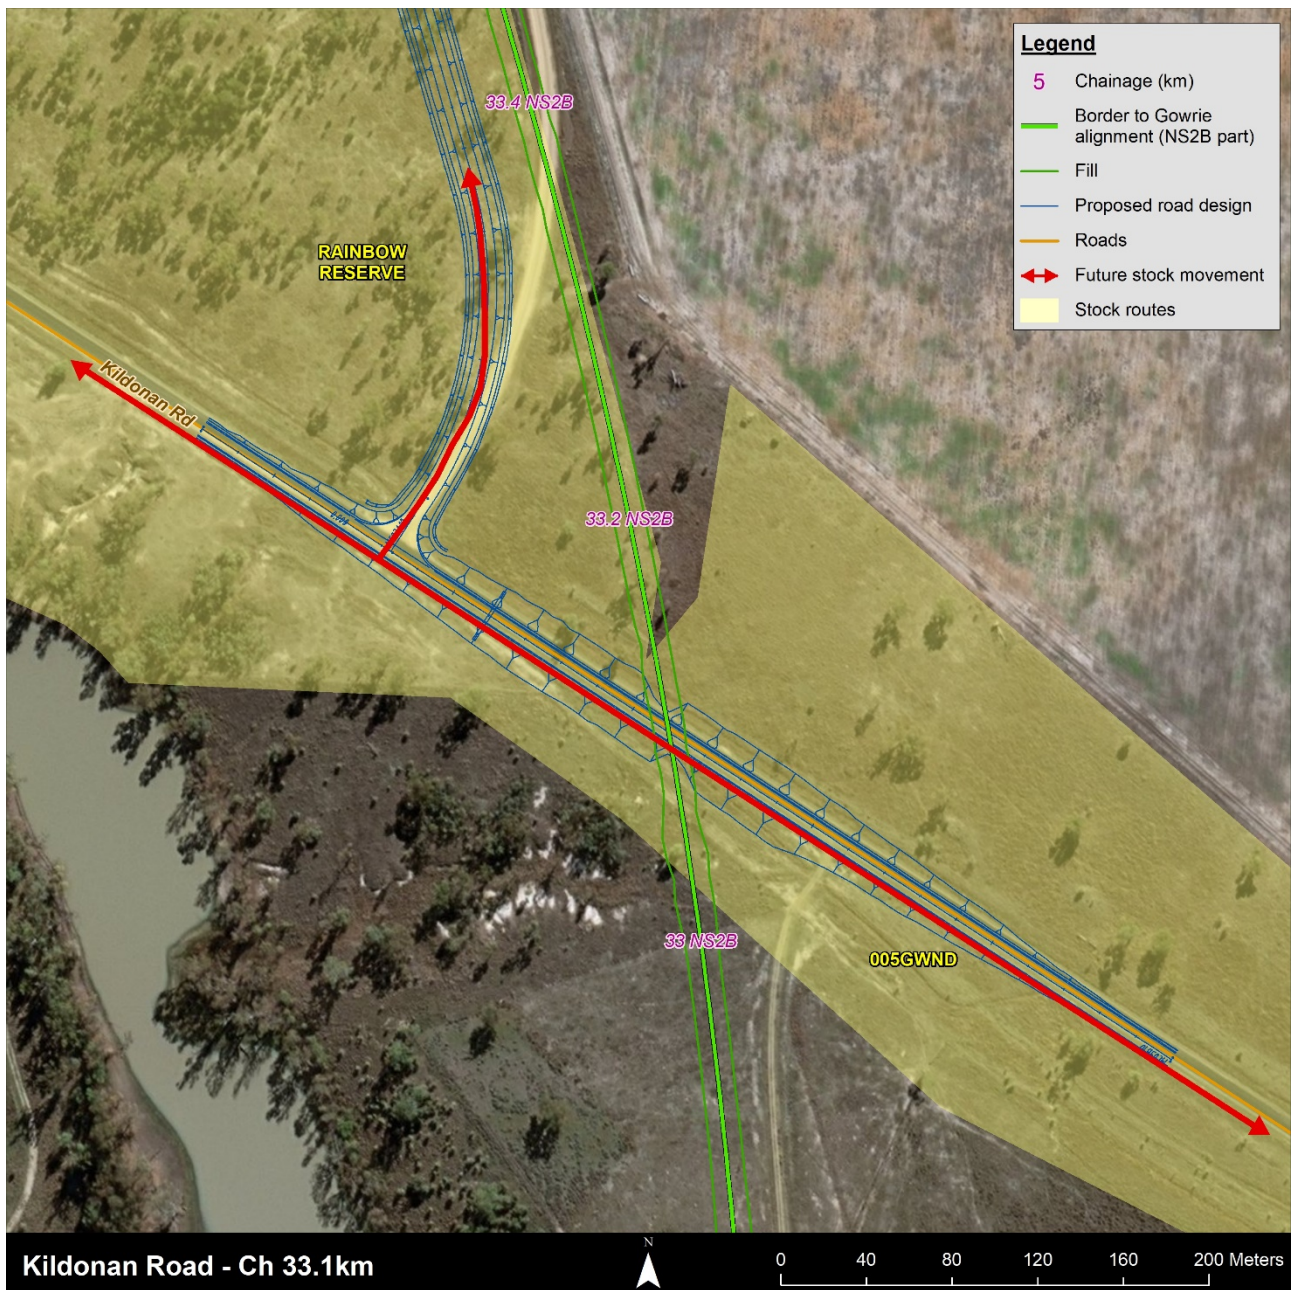 Legend
5 Chainage (km)
Border to Gowrie
alignment (NS2B part)
Fill
Proposed road design
Roads
Future stock movement
Stock routes
33.4 NS2B
RAINBOW
RESERVE
Kildonan Rd
33.2 NS2B
33 NS2B
005GWND
Kildonan Road - Ch 33.1km
N
0 40 80 120 160 200 Meters